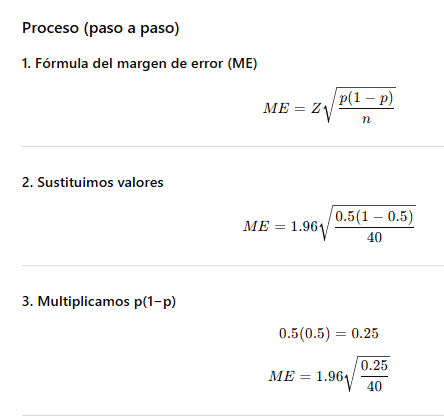 Proceso (paso a paso)
1. Fórmula del margen de error (ME)
ME = Z√(p(1 − p)/n)
2. Sustituimos valores
ME = 1.96√(0.5(1 − 0.5)/40)
3. Multiplicamos p(1−p)
0.5(0.5) = 0.25
ME = 1.96√(0.25/40)